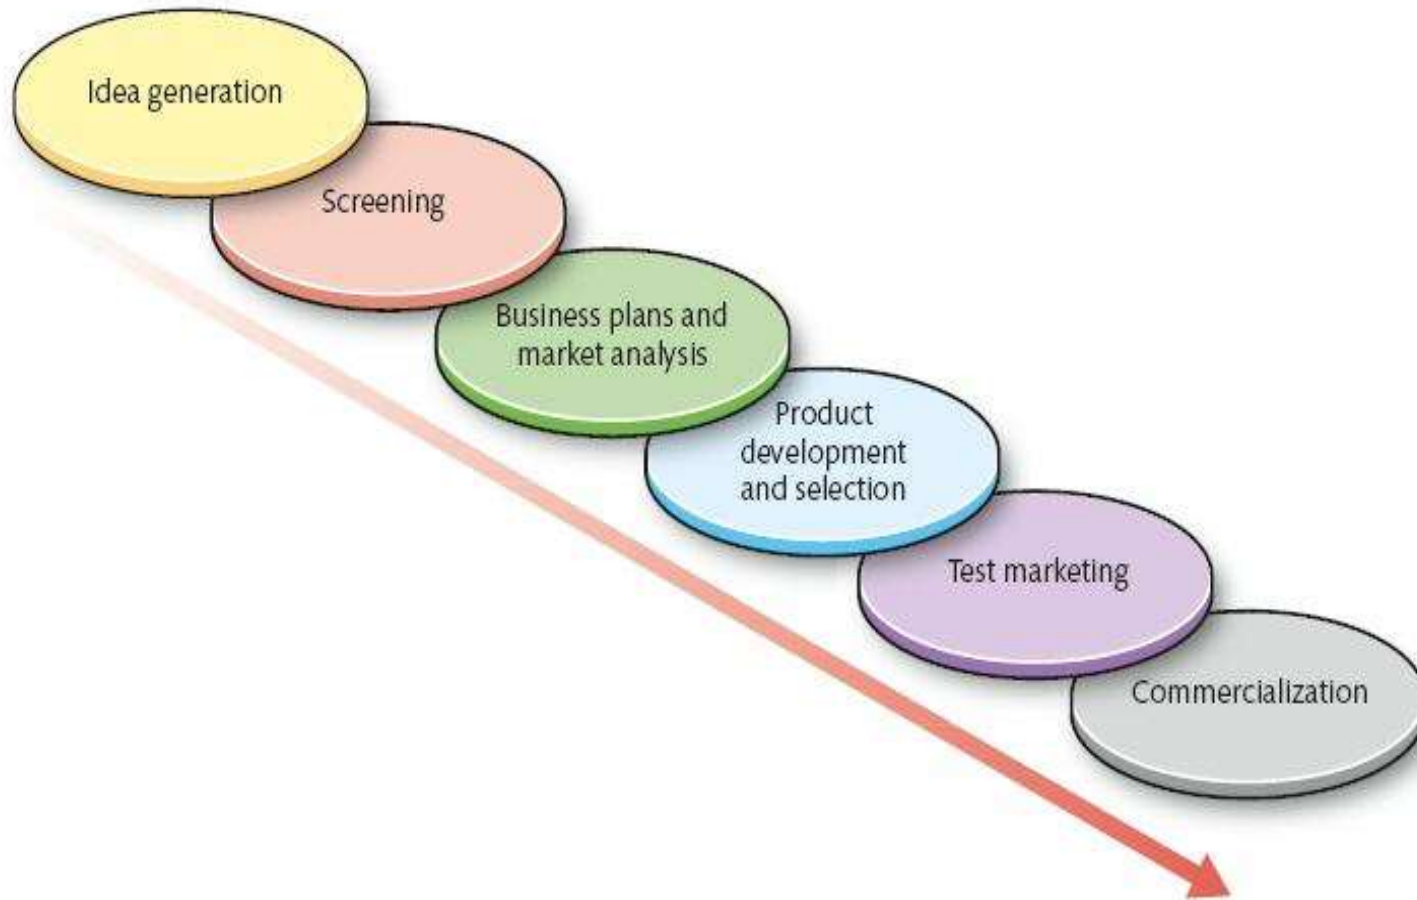 Idea generation
Screening
Business plans and
market analysis
Product
development
and selection
Test marketing
Commercialization